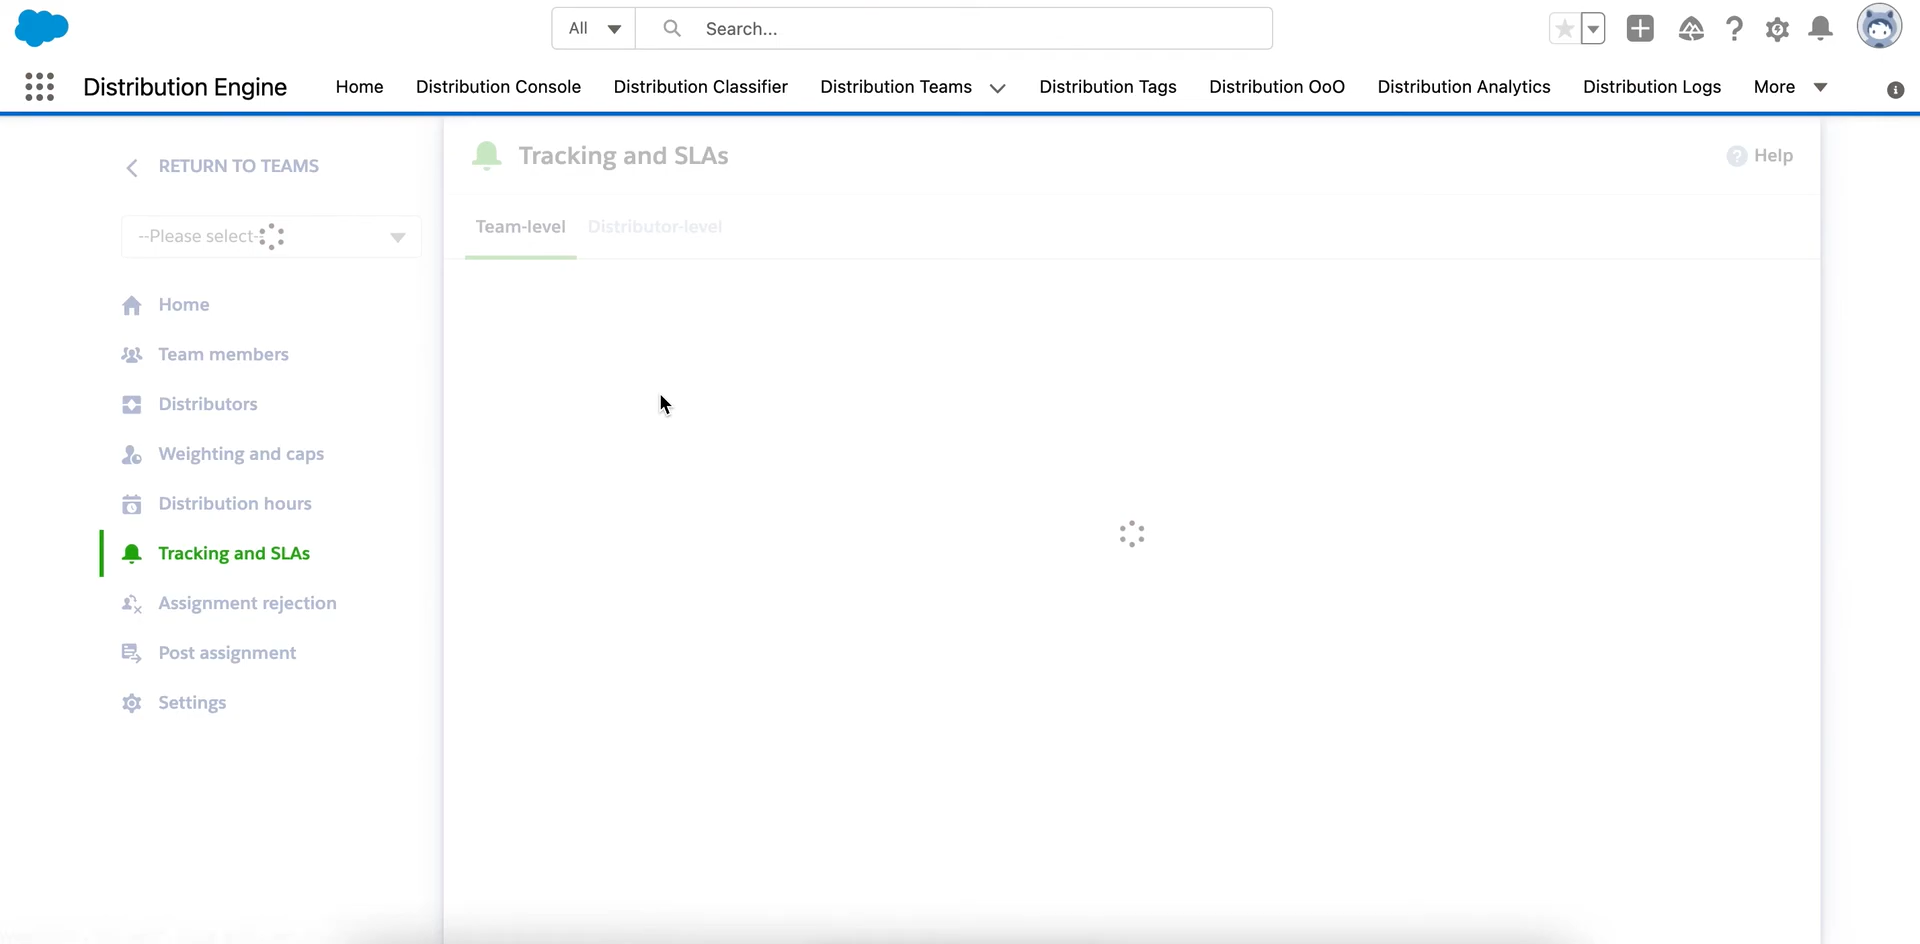 All
Search...
Distribution Engine
Home
Distribution Console
Distribution Classifier
Distribution Teams
Distribution Tags
Distribution OoO
Distribution Analytics
Distribution Logs
More
RETURN TO TEAMS
--Please select-
Home
Team members
Distributors
Weighting and caps
Distribution hours
Tracking and SLAs
Assignment rejection
Post assignment
Settings
Tracking and SLAs
Help
Team-level
Distributor-level